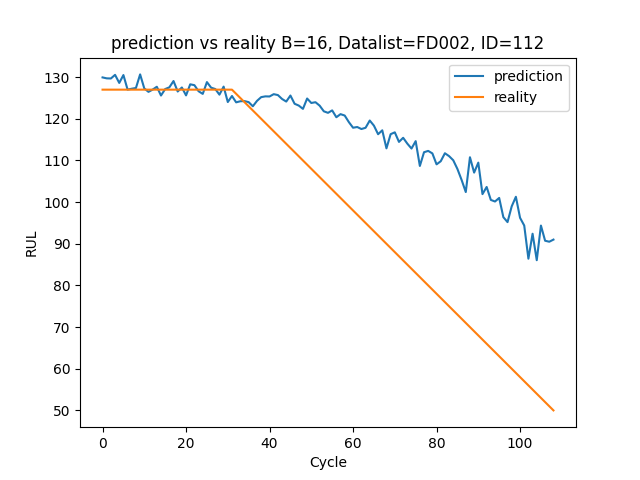 prediction vs reality B=16, Datalist=FD002, ID=112
prediction
reality
RUL
130
120
110
100
90
80
70
60
50
0 20 40 60 80 100
Cycle